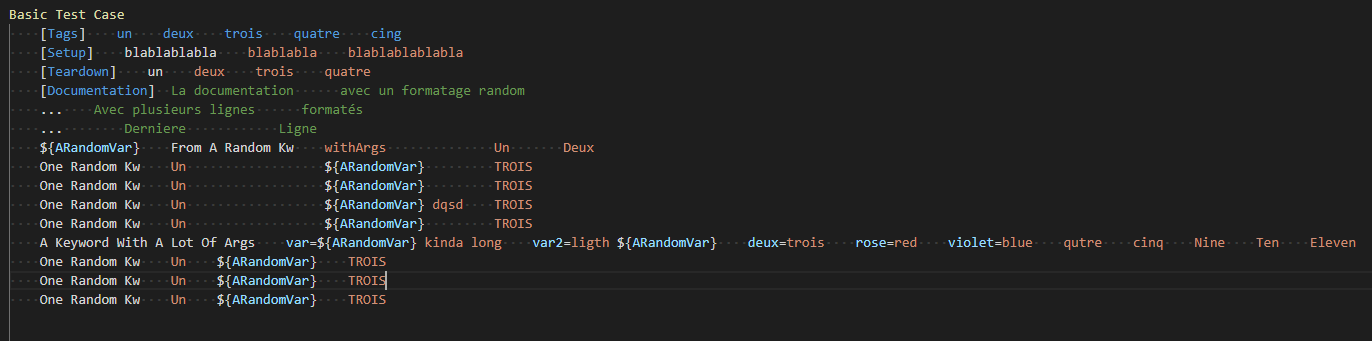 Basic Test Case
    [Tags]    un    deux    trois    quatre    cinq
    [Setup]    blablablabla    blablabla    blablablablabla
    [Teardown]    un    deux    trois    quatre
    [Documentation]  La documentation      avec un formatage random
    ...    Avec plusieurs lignes      formatés
    ...        Derniere            Ligne
    ${ARandomVar}    From A Random Kw    withArgs              Un       Deux
    One Random Kw    Un                  ${ARandomVar}         TROIS
    One Random Kw    Un                  ${ARandomVar}         TROIS
    One Random Kw    Un                  ${ARandomVar} dqsd    TROIS
    One Random Kw    Un                  ${ARandomVar}         TROIS
    A Keyword With A Lot Of Args    var=${ARandomVar} kinda long    var2=ligth ${ARandomVar}    deux=trois    rose=red    violet=blue    qutre    cinq    Nine    Ten    Eleven
    One Random Kw    Un    ${ARandomVar}    TROIS
    One Random Kw    Un    ${ARandomVar}    TROIS
    One Random Kw    Un    ${ARandomVar}    TROIS